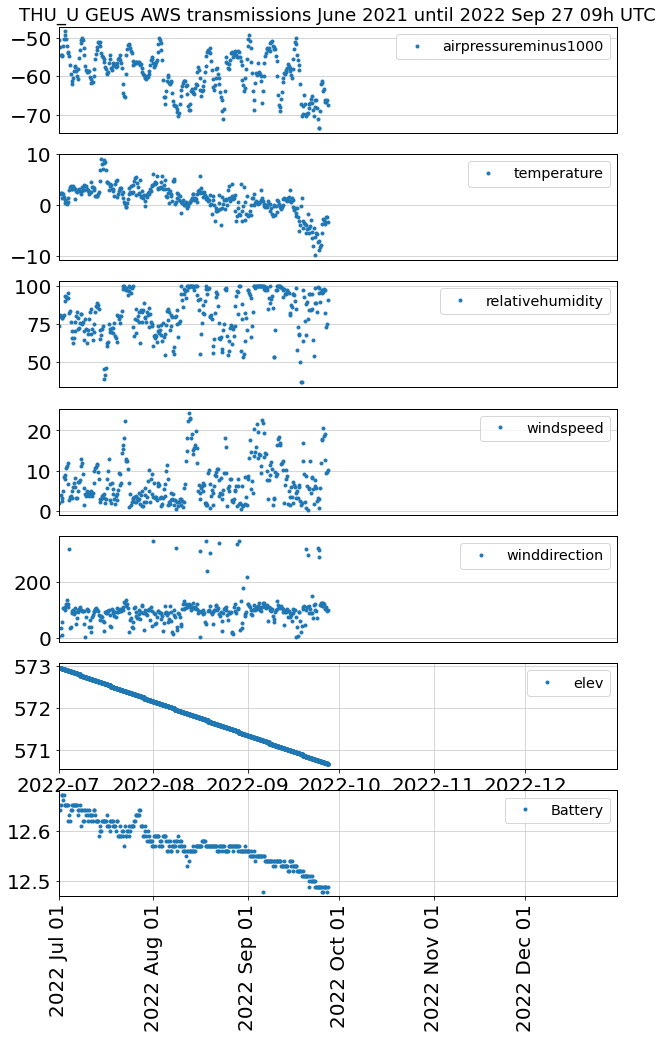 THU_U GEUS AWS transmissions June 2021 until 2022 Sep 27 09h UTC
−50
−60
−70
airpressureminus1000
10
0
−10
temperature
100
75
50
relativehumidity
20
10
0
windspeed
200
0
winddirection
573
572
571
elev
2022-07 2022-08 2022-09 2022-10 2022-11 2022-12
12.6
12.5
Battery
2022 Jul 01
2022 Aug 01
2022 Sep 01
2022 Oct 01
2022 Nov 01
2022 Dec 01